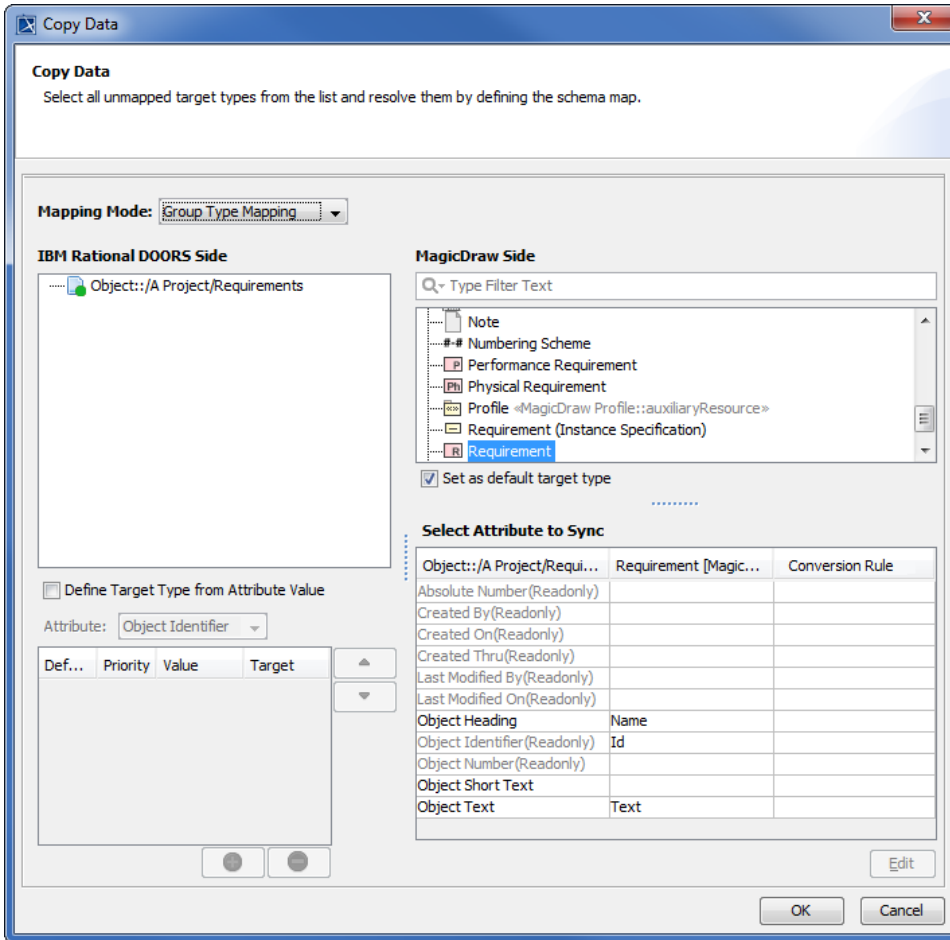 Copy Data
Copy Data
Select all unmapped target types from the list and resolve them by defining the schema map.
Mapping Mode: Group Type Mapping
IBM Rational DOORS Side
Object::/A Project/Requirements
Define Target Type from Attribute Value
Attribute: Object Identifier
Def... Priority Value Target
MagicDraw Side
Type Filter Text
Note
#-# Numbering Scheme
P Performance Requirement
Ph Physical Requirement
Profile «MagicDraw Profile::auxiliaryResource»
Requirement (Instance Specification)
R Requirement
Set as default target type
Select Attribute to Sync
Object::/A Project/Requi... Requirement [Magic... Conversion Rule
Absolute Number(Readonly)
Created By(Readonly)
Created On(Readonly)
Created Thru(Readonly)
Last Modified By(Readonly)
Last Modified On(Readonly)
Object Heading Name
Object Identifier(Readonly) Id
Object Number(Readonly)
Object Short Text
Object Text Text
Edit
OK Cancel